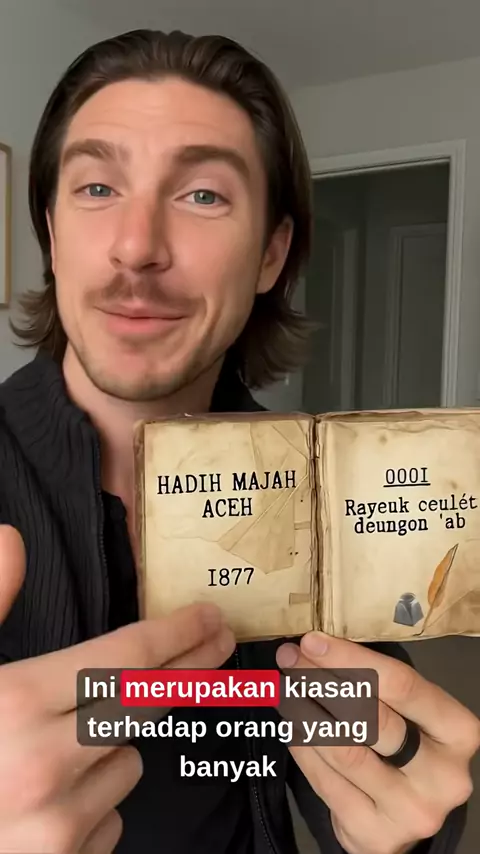 HADIH MAJAH
ACEH
1877
0001
Rayeuk ceulét
deungon 'ab
Ini merupakan kiasan
terhadap orang yang
banyak